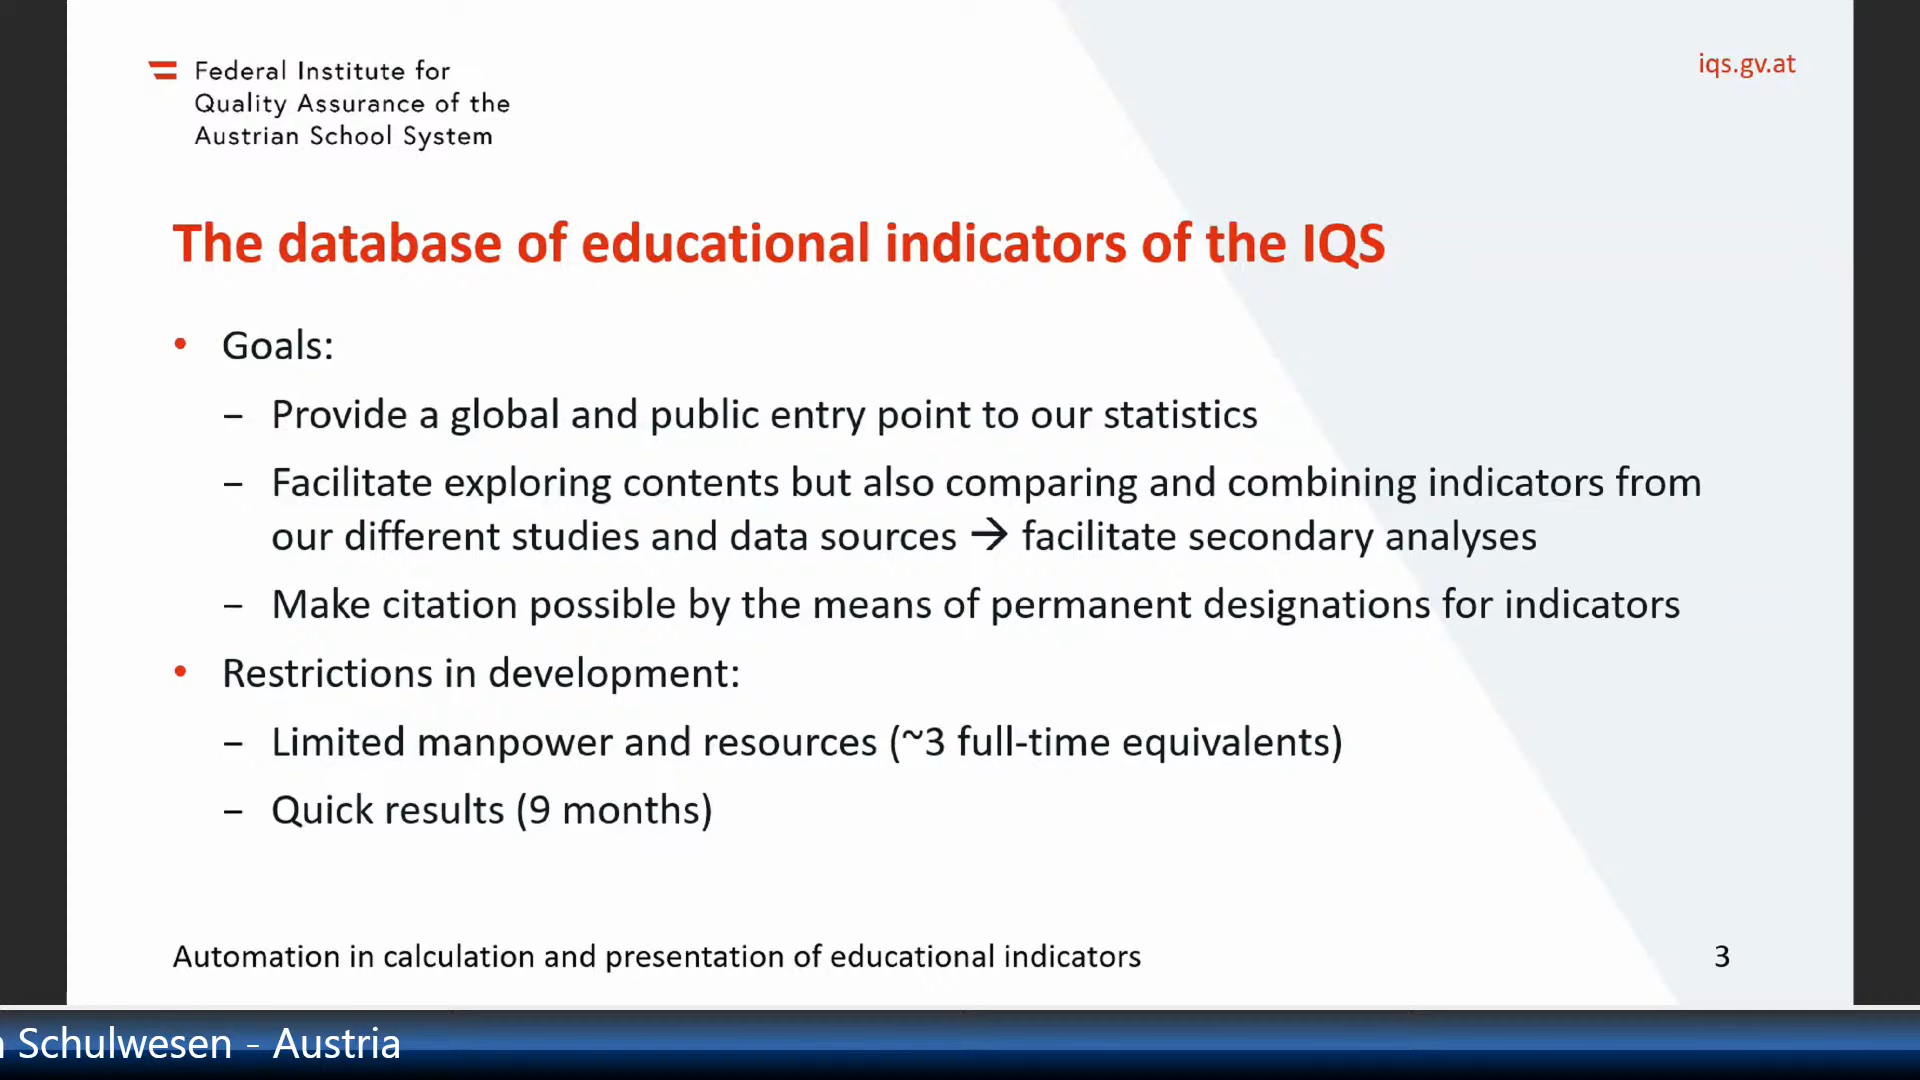 Federal Institute for
Quality Assurance of the
Austrian School System
iqs.gv.at
The database of educational indicators of the IQS
• Goals:
– Provide a global and public entry point to our statistics
– Facilitate exploring contents but also comparing and combining indicators from
our different studies and data sources → facilitate secondary analyses
– Make citation possible by the means of permanent designations for indicators
• Restrictions in development:
– Limited manpower and resources (~3 full-time equivalents)
– Quick results (9 months)
Automation in calculation and presentation of educational indicators
3
Schulwesen - Austria